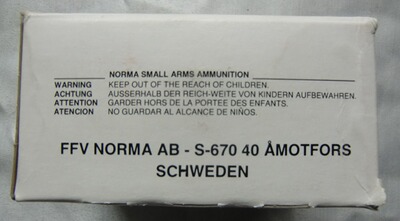 NORMA SMALL ARMS AMMUNITION
WARNING KEEP OUT OF THE REACH OF CHILDREN.
ACHTUNG AUSSERHALB DER REICH-WEITE VON KINDERN AUFBEWAHREN.
ATTENTION GARDER HORS DE LA PORTEE DES ENFANTS.
ATENCION NO GUARDAR AL ALCANCE DE NIÑOS.
FFV NORMA AB - S-670 40 ÅMOTFORS
SCHWEDEN